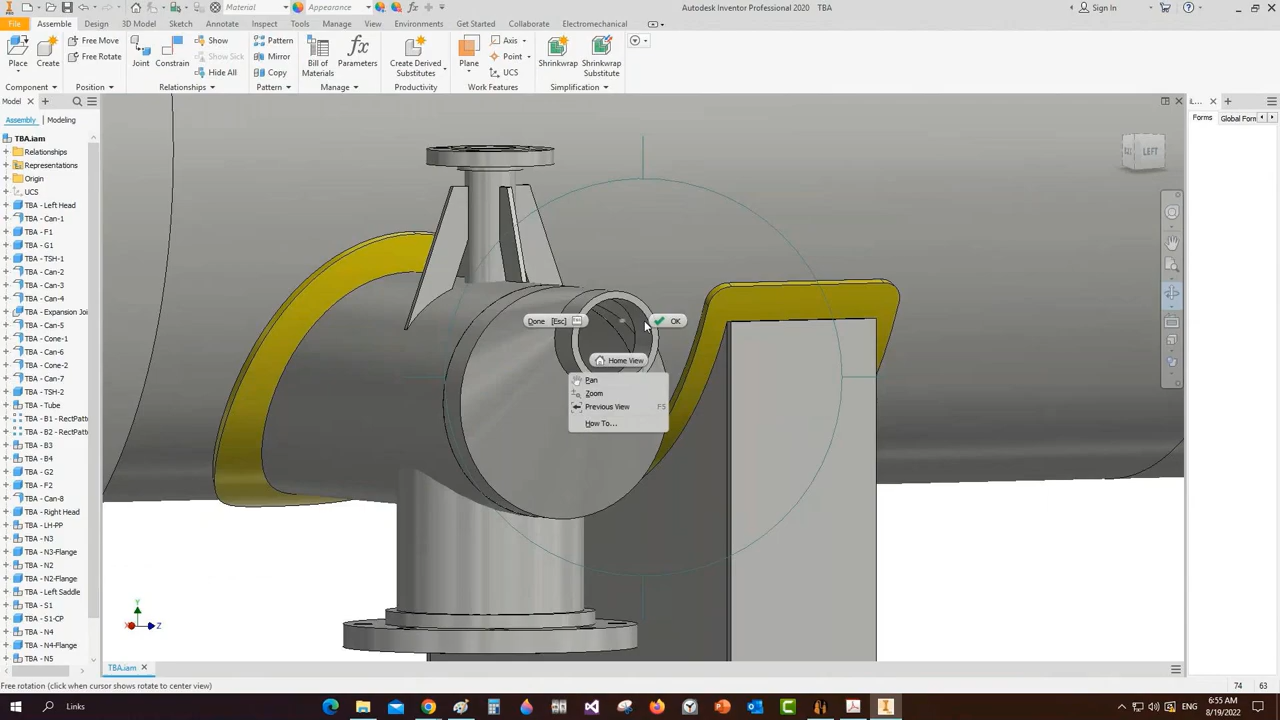 Material
Appearance
Autodesk Inventor Professional 2020 TBA
Sign In
File
Assemble
Design
3D Model
Sketch
Annotate
Inspect
Tools
Manage
View
Environments
Get Started
Collaborate
Electromechanical
Place
Create
Free Move
Free Rotate
Joint
Constrain
Show
Show Sick
Hide All
Pattern
Mirror
Copy
Bill of
Materials
Parameters
Create Derived
Substitutes
Plane
Axis
Point
UCS
Shrinkwrap
Shrinkwrap
Substitute
Component
Position
Relationships
Pattern
Manage
Productivity
Work Features
Simplification
Model
Assembly
Modeling
TBA.iam
Relationships
Representations
Origin
UCS
TBA - Left Head
TBA - Can-1
TBA - F1
TBA - G1
TBA - TSH-1
TBA - Can-2
TBA - Can-3
TBA - Can-4
TBA - Expansion Joi
TBA - Can-5
TBA - Cone-1
TBA - Can-6
TBA - Cone-2
TBA - Can-7
TBA - TSH-2
TBA - Tube
TBA - B1 - RectPatt
TBA - B2 - RectPatt
TBA - B3
TBA - B4
TBA - G2
TBA - F2
TBA - Can-8
TBA - Right Head
TBA - LH-PP
TBA - N3
TBA - N3-Flange
TBA - N2
TBA - N2-Flange
TBA - Left Saddle
TBA - S1
TBA - S1-CP
TBA - N4
TBA - N4-Flange
TBA - N5
Done [Esc]
OK
Home View
Pan
Zoom
Previous View F5
How To...
LEFT
Y
X
Z
iL...
Forms
Global Forn
TBA.iam
Free rotation (click when cursor shows rotate to center view)
74
63
Links
6:55 AM
8/19/2022